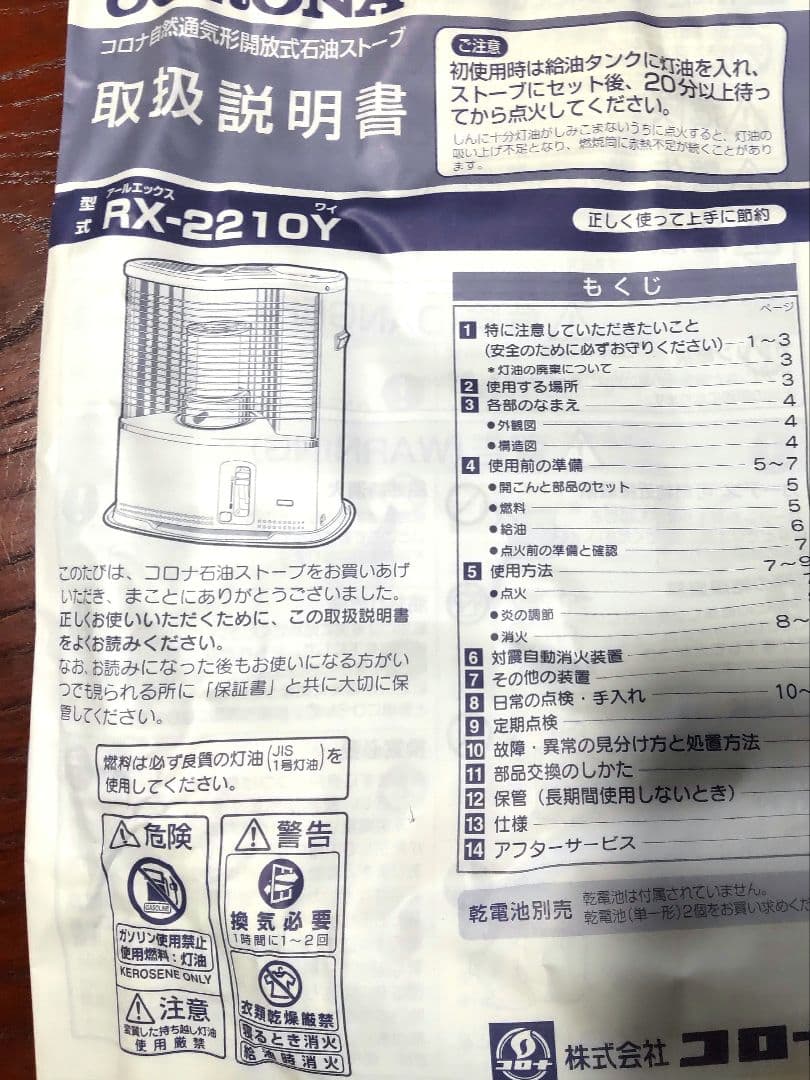 CORONA
コロナ自然通気形開放式石油ストーブ
取扱説明書
ご注意
初使用時は給油タンクに灯油を入れ、
ストーブにセット後、20分以上待っ
てから点火してください。
しんに十分灯油がしみこまないうちに点火すると、灯油の
吸い上げ不足となり、燃焼筒に赤熱不足が続くことがあり
ます。
型式 アールエックス ワイ
RX-2210Y
正しく使って上手に節約
もくじ
ページ
1 特に注意していただきたいこと
(安全のために必ずお守りください) 1〜3
*灯油の廃棄について 3
2 使用する場所 3
3 各部のなまえ 4
●外観図 4
●構造図 4
4 使用前の準備 5〜7
●開こんと部品のセット 5
●燃料 5
●給油 6
●点火前の準備と確認 7
5 使用方法 7〜9
●点火
●炎の調節
●消火 8〜
6 対震自動消火装置
7 その他の装置
8 日常の点検・手入れ 10〜
9 定期点検
10 故障・異常の見分け方と処置方法
11 部品交換のしかた
12 保管(長期間使用しないとき)
13 仕様
14 アフターサービス
このたびは、コロナ石油ストーブをお買いあげ
いただき、まことにありがとうございました。
正しくお使いいただくために、この取扱説明書
をよくお読みください。
なお、お読みになった後もお使いになる方がい
つでも見られる所に「保証書」と共に大切に保
管してください。
燃料は必ず良質の灯油(JIS 1号灯油)を
使用してください。
危険
GASOLINE
ガソリン使用禁止
使用燃料:灯油
KEROSENE ONLY
注意
変質した持ち越し灯油
使用厳禁
警告
換気必要
1時間に1〜2回
衣類乾燥厳禁
寝るとき消火
給油時消火
乾電池別売
乾電池は付属されていません。
乾電池(単一形)2個をお買い求めくだ
コロナ
株式会社 コロナ